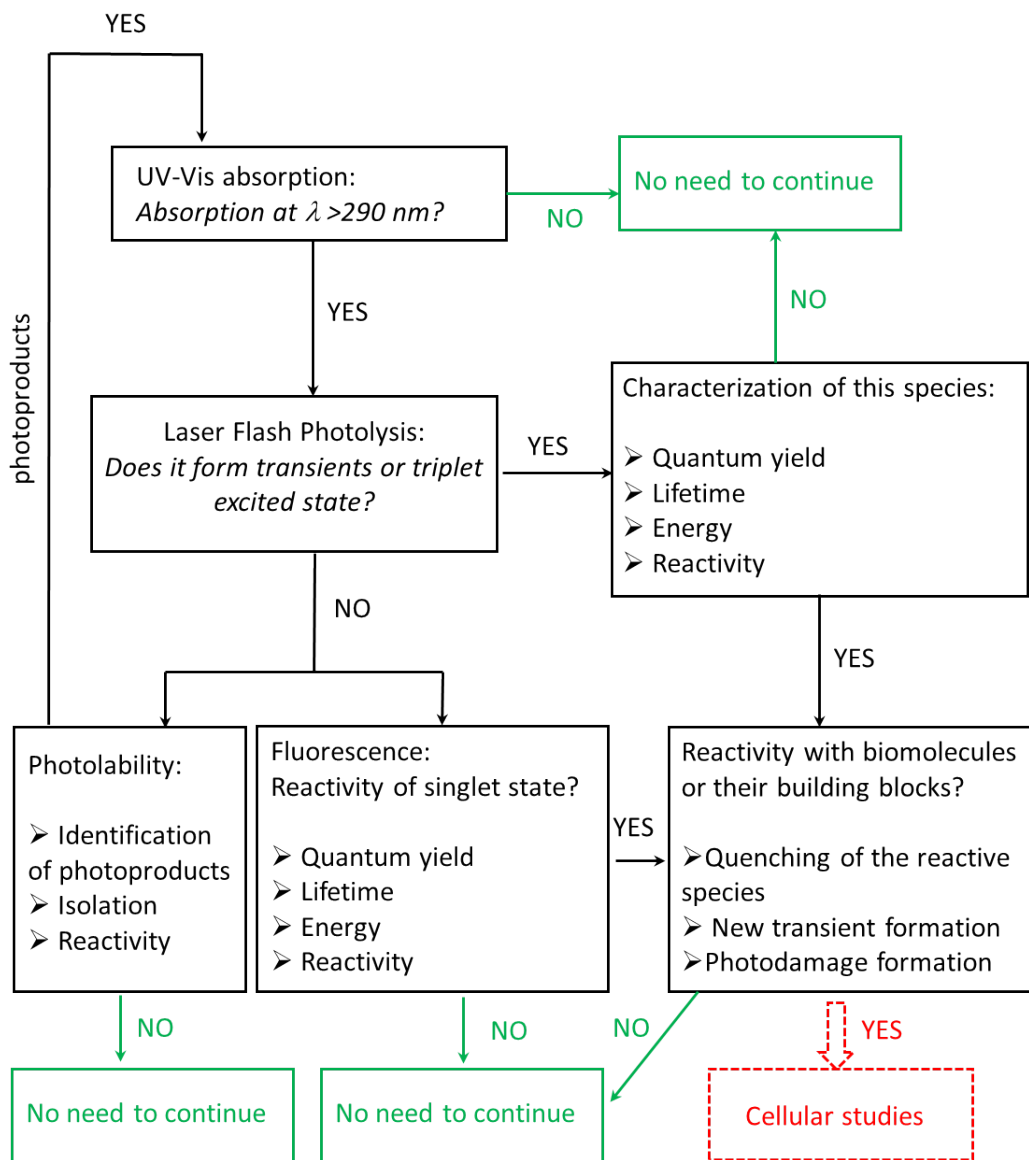 YES
UV-Vis absorption:
Absorption at λ >290 nm?
NO
No need to continue
YES
NO
photoproducts
Laser Flash Photolysis:
Does it form transients or triplet
excited state?
YES
Characterization of this species:
➢ Quantum yield
➢ Lifetime
➢ Energy
➢ Reactivity
NO
YES
Photolability:
➢ Identification
of photoproducts
➢ Isolation
➢ Reactivity
Fluorescence:
Reactivity of singlet state?
➢ Quantum yield
➢ Lifetime
➢ Energy
➢ Reactivity
YES
Reactivity with biomolecules
or their building blocks?
➢Quenching of the reactive
species
➢ New transient formation
➢Photodamage formation
NO
NO
NO
YES
No need to continue
No need to continue
Cellular studies